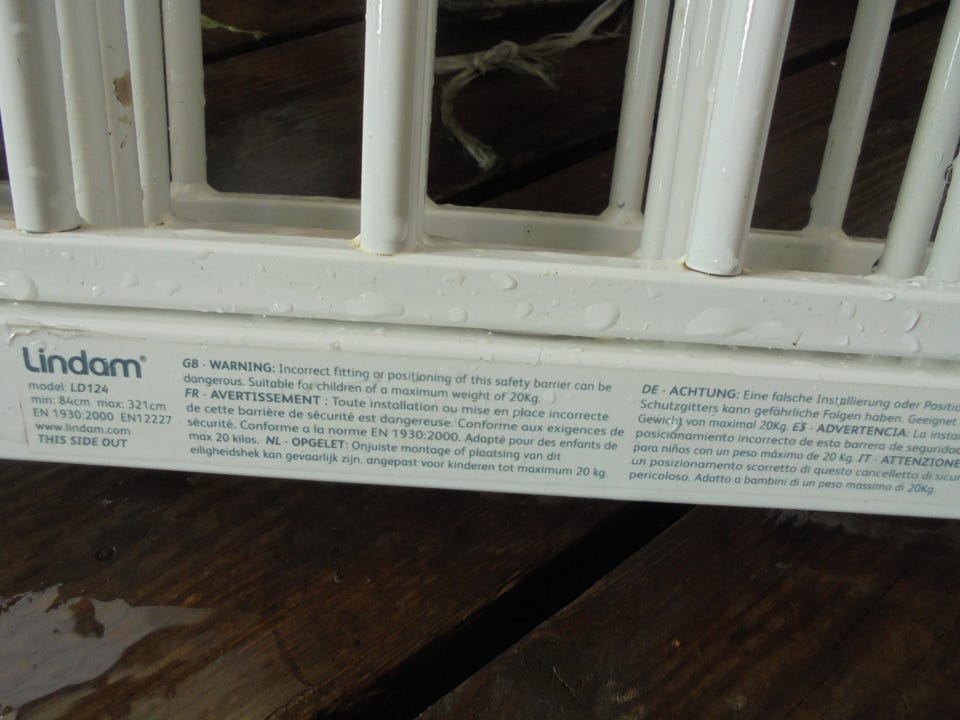 Lindam®
model: LD124
min: 84cm max: 321cm
EN 1930:2000 EN12227
www.lindam.com
THIS SIDE OUT
GB - WARNING: Incorrect fitting or positioning of this safety barrier can be
dangerous. Suitable for children of a maximum weight of 20Kg.
FR - AVERTISSEMENT : Toute installation ou mise en place incorrecte
de cette barrière de sécurité est dangereuse. Conforme aux exigences de
sécurité. Conforme a la norme EN 1930:2000. Adapté pour des enfants de
max 20 kilos. NL - OPGELET: Onjuiste montage of plaatsing van dit
eiligheidshek kan gevaarlijk zijn. angepast voor kinderen tot maximum 20 kg.
DE - ACHTUNG: Eine falsche Installierung oder Positio
Schutzgitters kann gefährliche Folgen haben. Geeignet
Gewicht von maximal 20Kg. ES - ADVERTENCIA: La instal
posicionamiento incorrecto de esta barrera de seguridad
para niños con un peso máximo de 20 kg. IT - ATTENZIONE
un posizionamento scorretto di questo cancelletto di sicur
pericoloso. Adatto a bambini di un peso massimo di 20Kg.